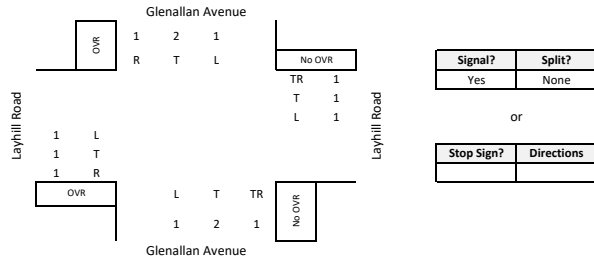 Glenallan Avenue
OVR
1 2 1
R T L
No OVR
TR 1
T 1
L 1
Layhill Road
Layhill Road
1 L
1 T
1 R
OVR
L T TR
1 2 1
No OVR
Glenallan Avenue
Signal? Split?
Yes None
or
Stop Sign? Directions